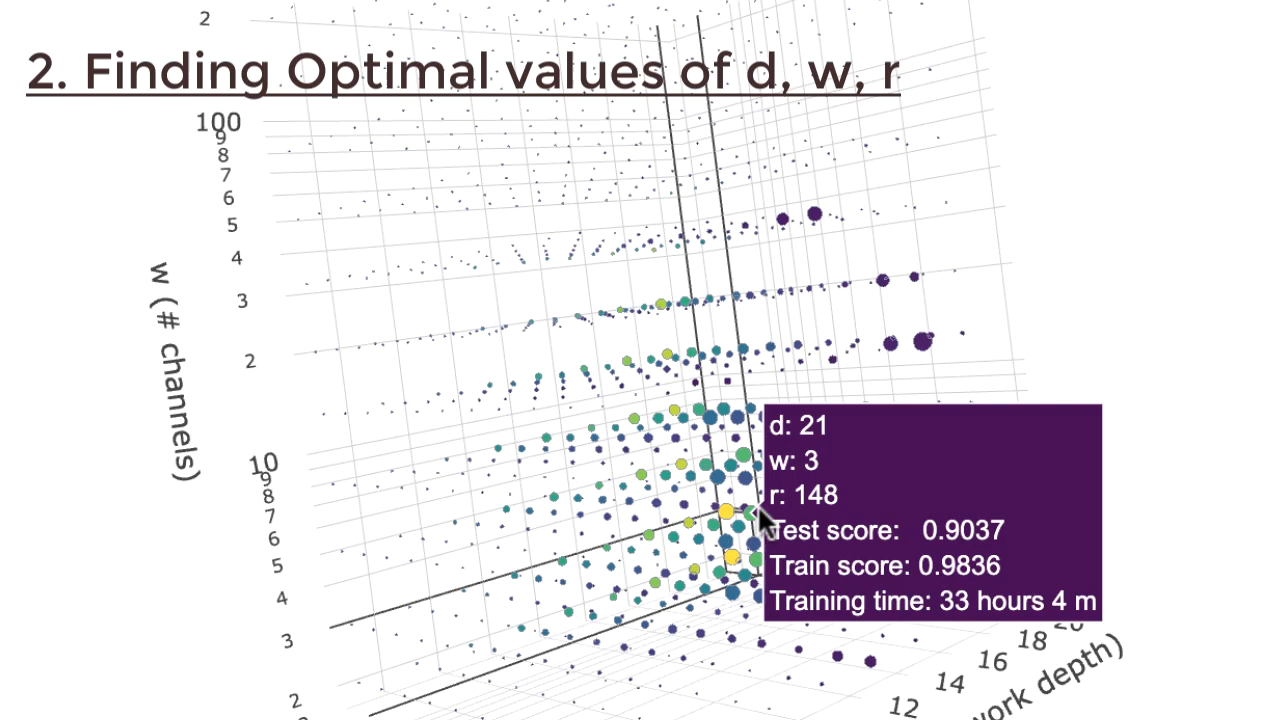 2
2. Finding Optimal values of d, w, r
100
9
8
7
6
5
4
3
2
w (# channels)
10
9
8
7
6
5
4
3
2
d: 21
w: 3
r: 148
Test score: 0.9037
Train score: 0.9836
Training time: 33 hours 4 m
18
16
14
12
work depth)